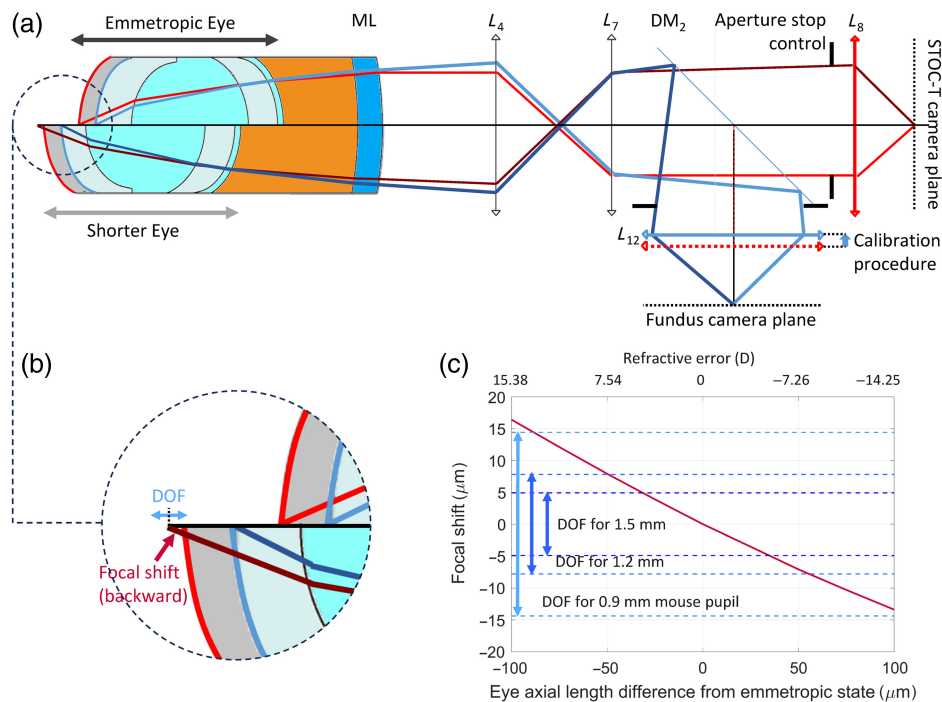 (a)
Emmetropic Eye
ML
L4
L7
DM2
Aperture stop
control
L8
STOC-T camera plane
Shorter Eye
L12
Calibration
procedure
Fundus camera plane
(b)
DOF
Focal shift
(backward)
(c)
Refractive error (D)
15.38 7.54 0 −7.26 −14.25
Focal shift (μm)
20
15
10
5
0
−5
−10
−15
−20
DOF for 1.5 mm
DOF for 1.2 mm
DOF for 0.9 mm mouse pupil
−100 −50 0 50 100
Eye axial length difference from emmetropic state (μm)